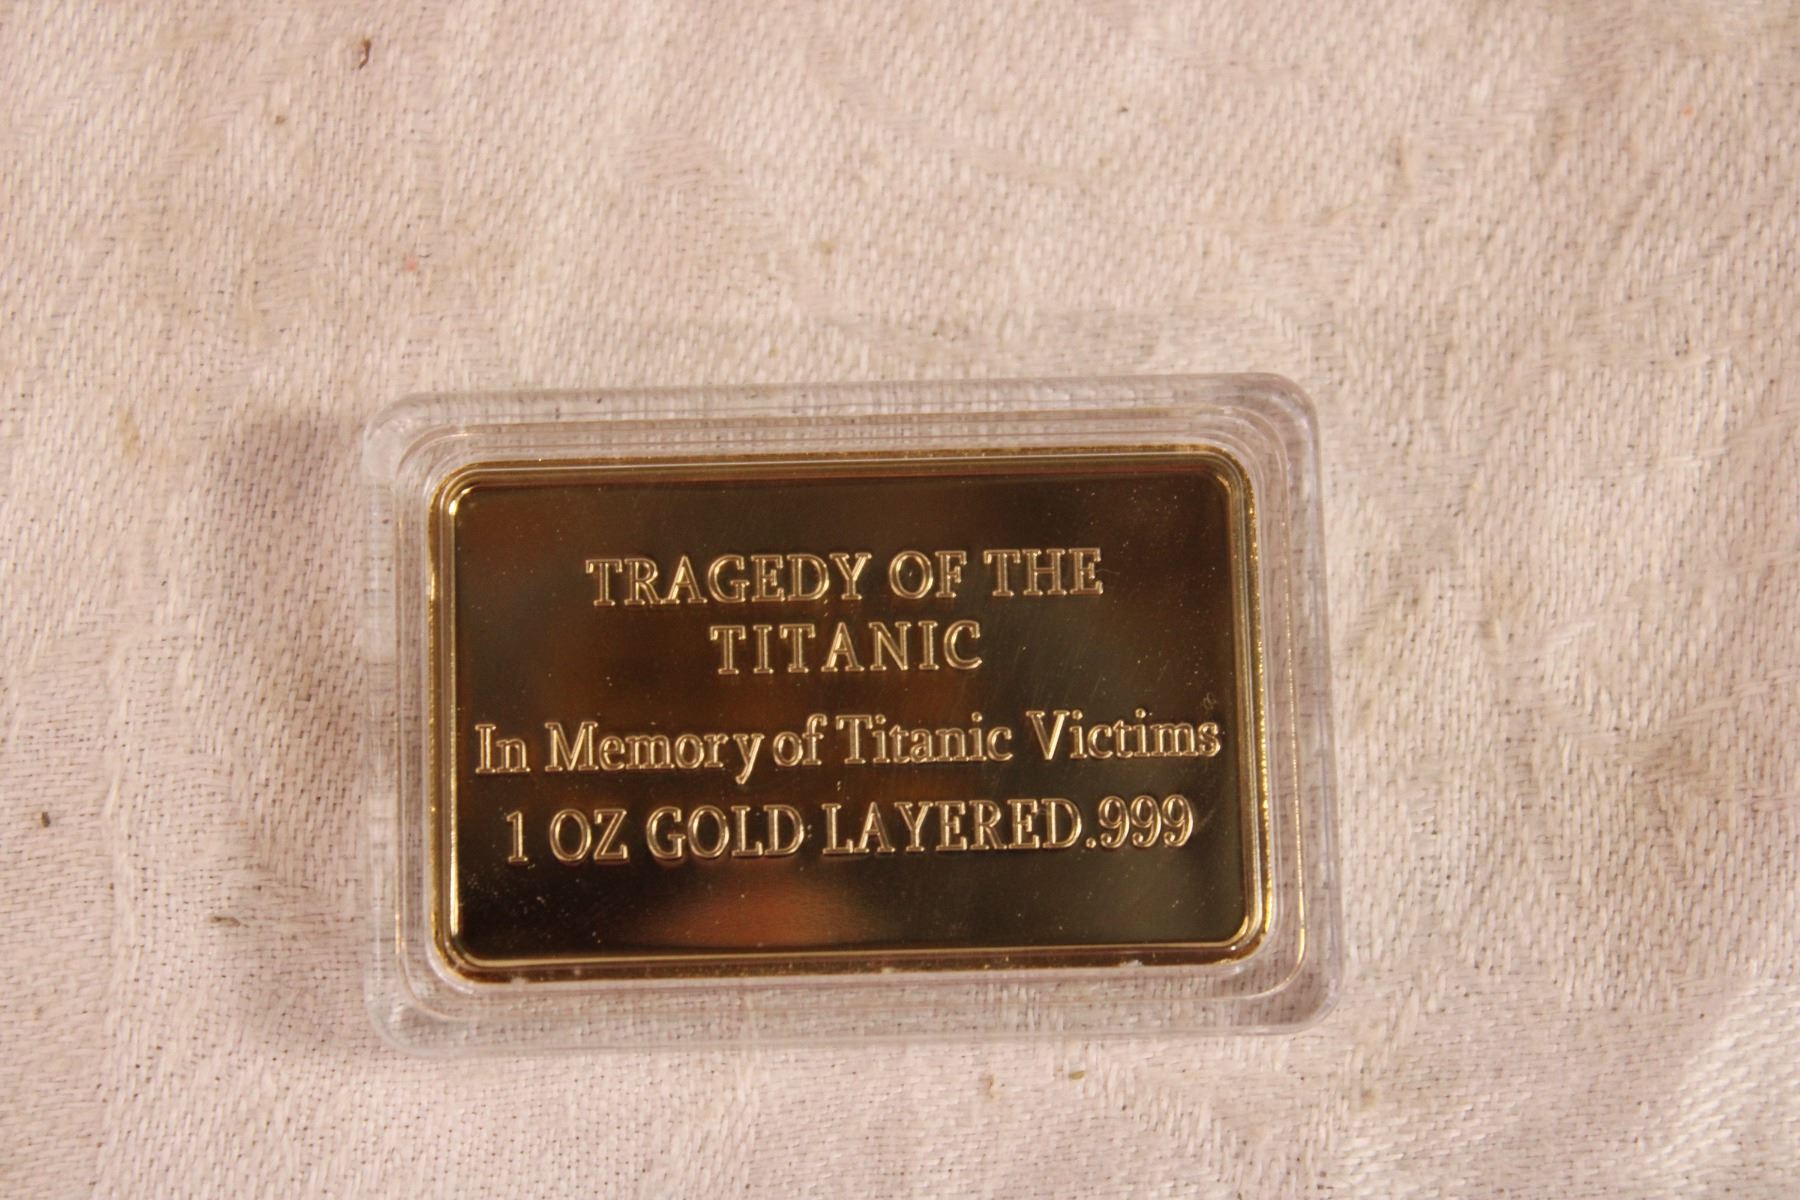 TRAGEDY OF THE
TITANIC
In Memory of Titanic Victims
1 OZ GOLD LAYERED.999